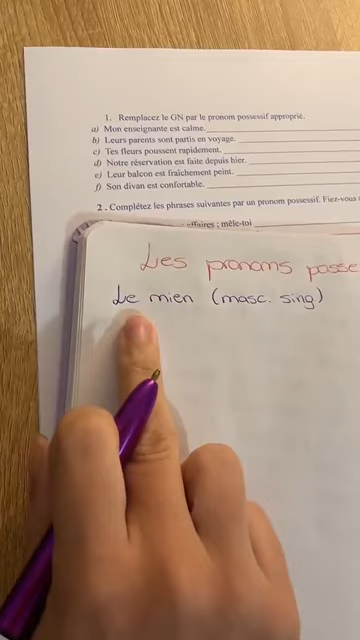 1. Remplacez le GN par le pronom possessif approprié.
a) Mon enseignante est calme.
b) Leurs parents sont partis en voyage.
c) Tes fleurs poussent rapidement.
d) Notre réservation est faite depuis hier.
e) Leur balcon est fraichement peint.
f) Son divan est confortable.
2. Complétez les phrases suivantes par un pronom possessif. Fiez-vous
affaires ; mêle-toi
Les pronoms posse
Le mien (masc. sing)